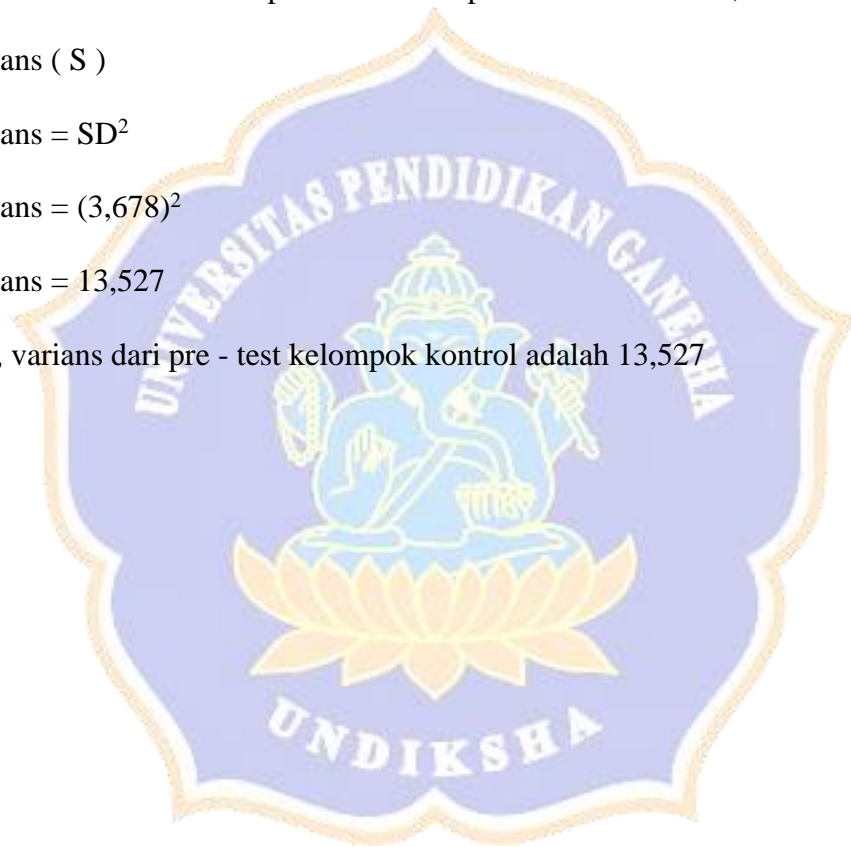 ans ( S )
ans = SD²
ans = (3,678)²
ans = 13,527
, varians dari pre - test kelompok kontrol adalah 13,527
UNIVERSITAS PENDIDIKAN GANESHA
UNDIKSHA